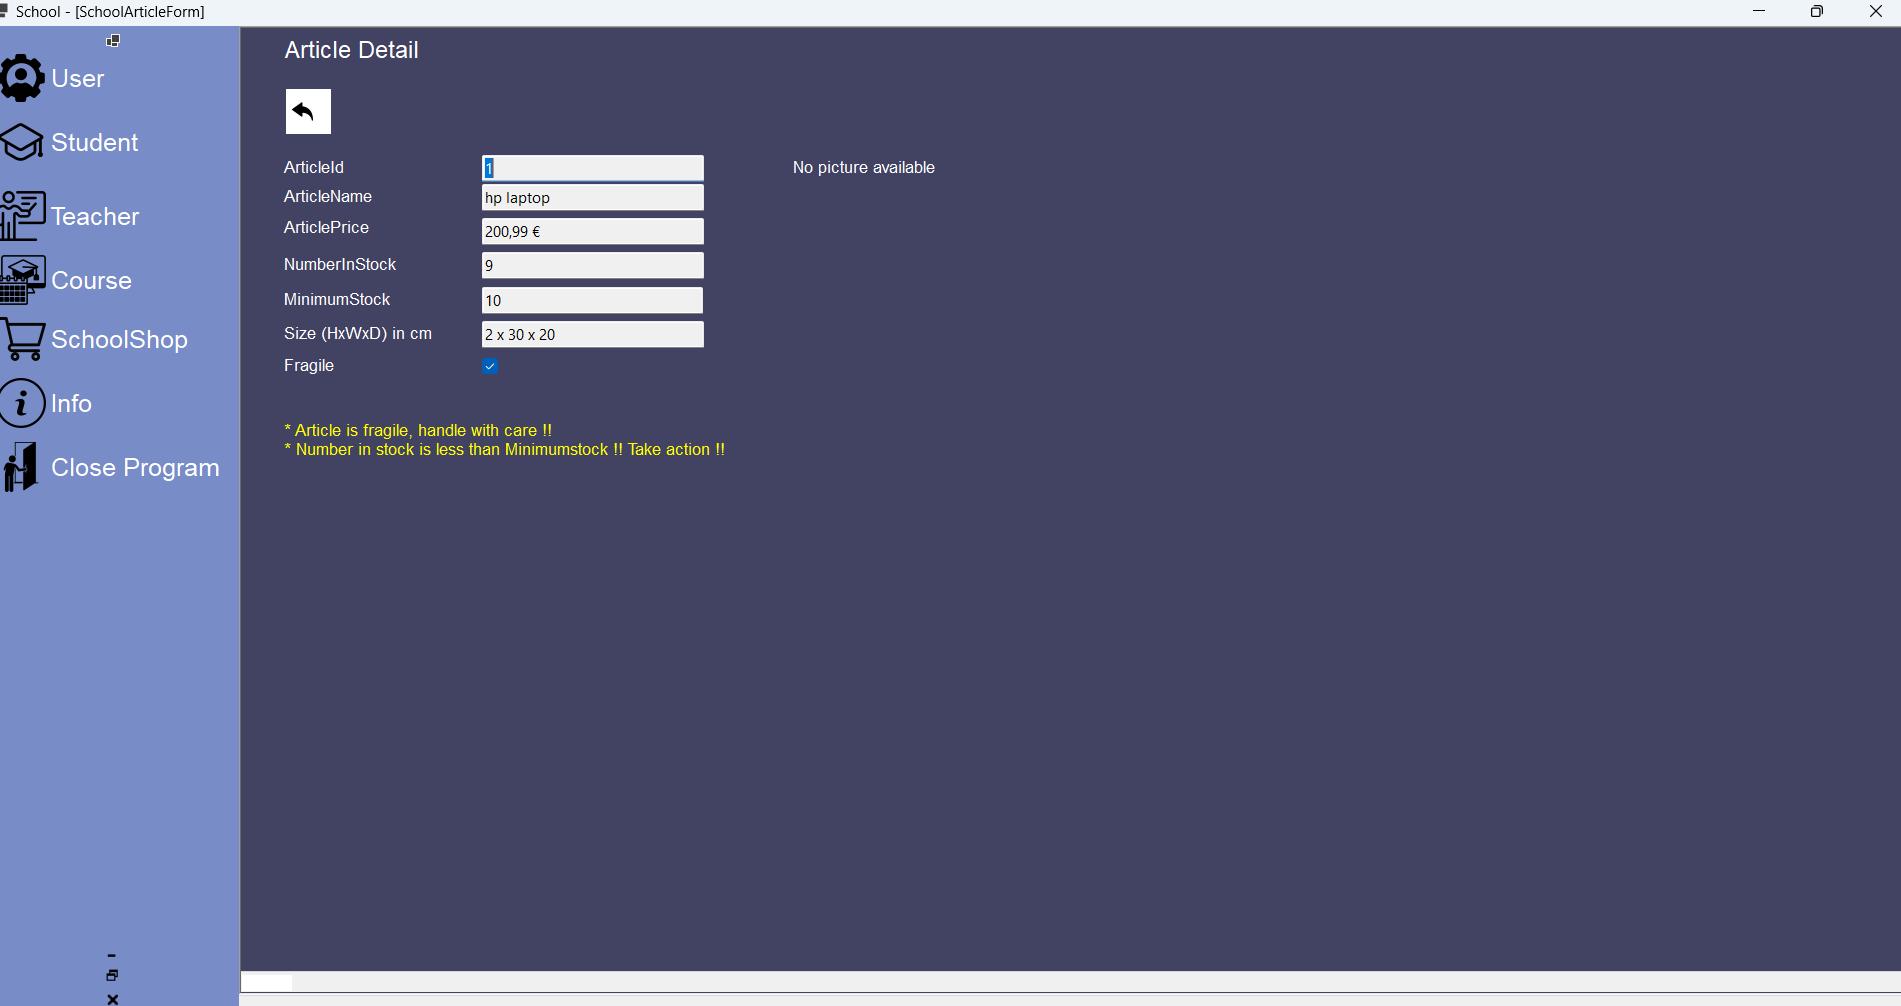 School - [SchoolArticleForm]
User
Student
Teacher
Course
SchoolShop
Info
Close Program
Article Detail
ArticleId 1
No picture available
ArticleName hp laptop
ArticlePrice 200,99 €
NumberInStock 9
MinimumStock 10
Size (HxWxD) in cm 2 x 30 x 20
Fragile
* Article is fragile, handle with care !!
* Number in stock is less than Minimumstock !! Take action !!